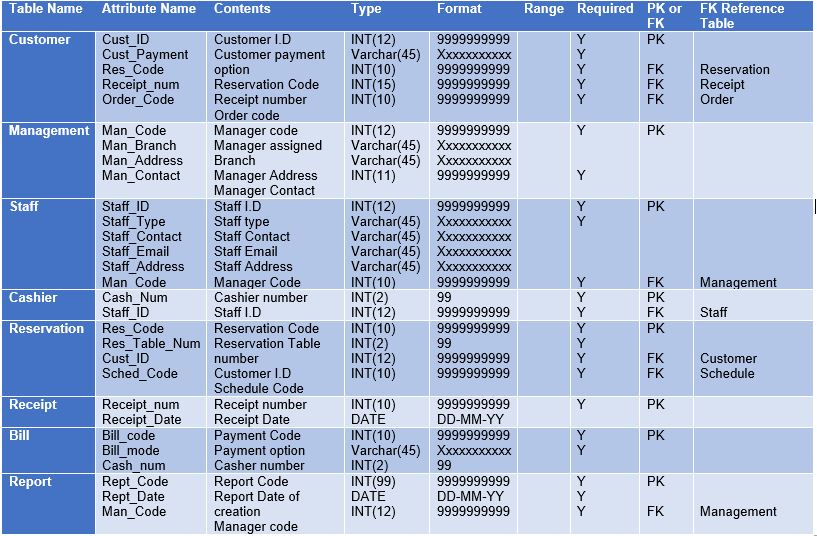 Table Name Attribute Name Contents Type Format Range Required PK or FK FK Reference Table
Customer Cust_ID Customer I.D INT(12) 9999999999 Y PK
Cust_Payment Customer payment Varchar(45) Xxxxxxxxxxx Y
Res_Code option INT(10) 9999999999 Y FK Reservation
Receipt_num Reservation Code INT(15) 9999999999 Y FK Receipt
Order_Code Receipt number INT(10) 9999999999 Y FK Order
Order code
Management Man_Code Manager code INT(12) 9999999999 Y PK
Man_Branch Manager assigned Varchar(45) Xxxxxxxxxxx
Man_Address Branch Varchar(45) Xxxxxxxxxxx
Man_Contact Manager Address INT(11) 9999999999 Y
Manager Contact
Staff Staff_ID Staff I.D INT(12) 9999999999 Y PK
Staff_Type Staff type Varchar(45) Xxxxxxxxxxx Y
Staff_Contact Staff Contact Varchar(45) Xxxxxxxxxxx
Staff_Email Staff Email Varchar(45) Xxxxxxxxxxx
Staff_Address Staff Address Varchar(45) Xxxxxxxxxxx
Man_Code Manager Code INT(10) 9999999999 Y FK Management
Cashier Cash_Num Cashier number INT(2) 99 Y PK
Staff_ID Staff I.D INT(12) 9999999999 Y FK Staff
Reservation Res_Code Reservation Code INT(10) 9999999999 Y PK
Res_Table_Num Reservation Table INT(2) 99 Y
Cust_ID number INT(12) 9999999999 Y FK Customer
Sched_Code Customer I.D INT(10) 9999999999 Y FK Schedule
Schedule Code
Receipt Receipt_num Receipt number INT(10) 9999999999 Y PK
Receipt_Date Receipt Date DATE DD-MM-YY
Bill Bill_code Payment Code INT(10) 9999999999 Y PK
Bill_mode Payment option Varchar(45) Xxxxxxxxxxx Y
Cash_num Casher number INT(2) 99
Report Rept_Code Report Code INT(99) 9999999999 Y PK
Rept_Date Report Date of DATE DD-MM-YY Y
Man_Code creation INT(12) 9999999999 Y FK Management
Manager code